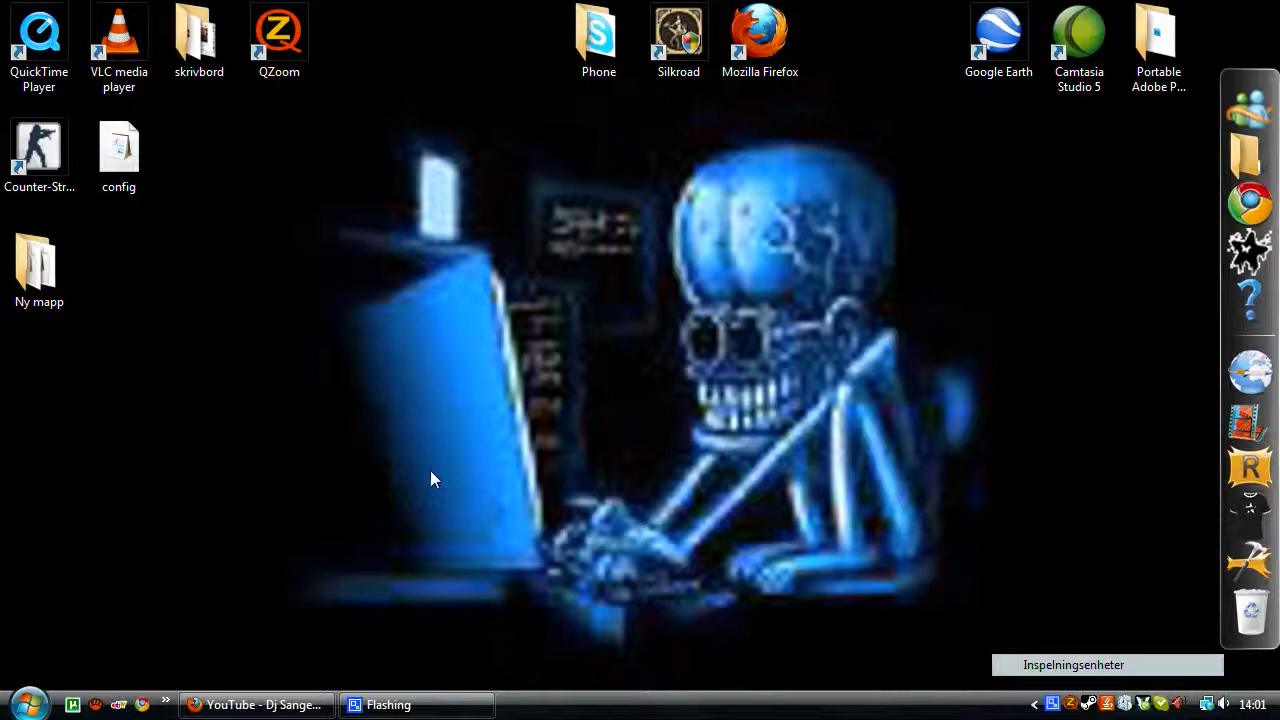 QuickTime
Player
VLC media
player
skrivbord
QZoom
Phone
Silkroad
Mozilla Firefox
Google Earth
Camtasia
Studio 5
Portable
Adobe P...
Counter-Str...
config
Ny mapp
Inspelningsenheter
YouTube - Dj Sange...
Flashing
14:01